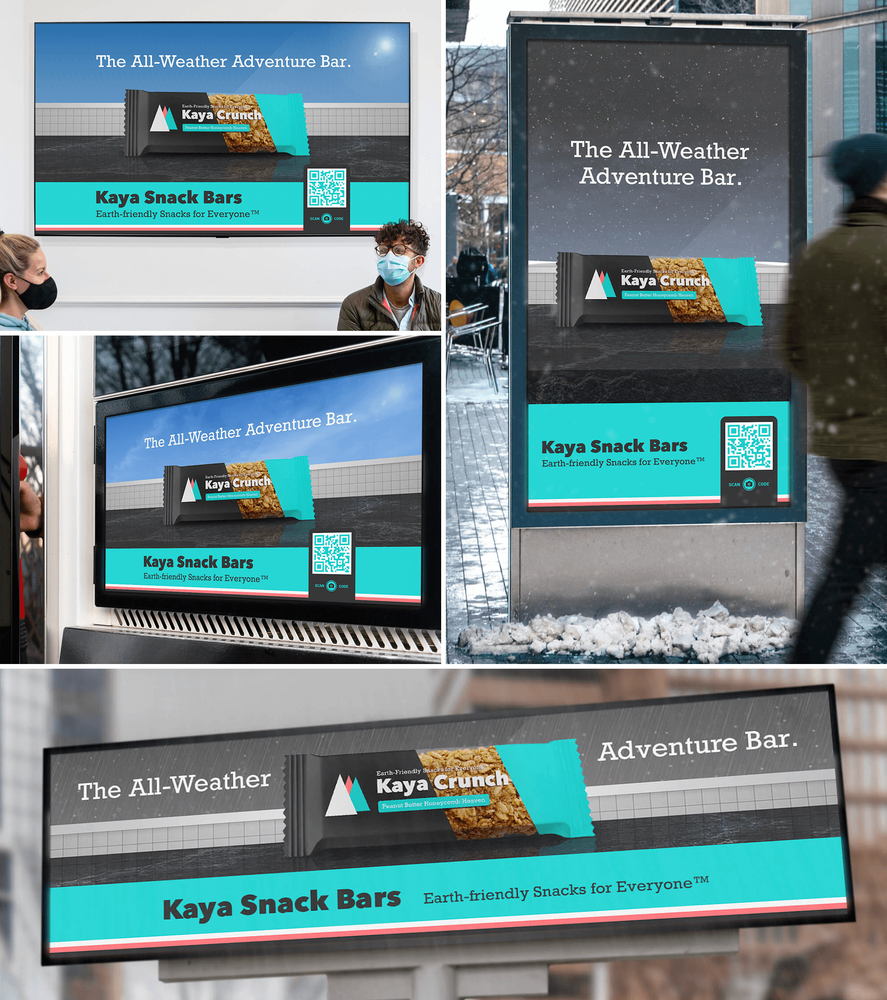 The All-Weather Adventure Bar.
Earth-Friendly Snacks for Everyone
Kaya Crunch
Peanut Butter Honeycomb Heaven
Kaya Snack Bars
Earth-friendly Snacks for Everyone™
SCAN CODE
The All-Weather
Adventure Bar.
Earth-Friendly Snacks for Everyone
Kaya Crunch
Peanut Butter Honeycomb Heaven
Kaya Snack Bars
Earth-friendly Snacks for Everyone™
SCAN CODE
The All-Weather Adventure Bar.
Earth-Friendly Snacks for Everyone
Kaya Crunch
Peanut Butter Honeycomb Heaven
Kaya Snack Bars
Earth-friendly Snacks for Everyone™
SCAN CODE
The All-Weather Adventure Bar.
Earth-Friendly Snacks for Everyone
Kaya Crunch
Peanut Butter Honeycomb Heaven
Kaya Snack Bars Earth-friendly Snacks for Everyone™